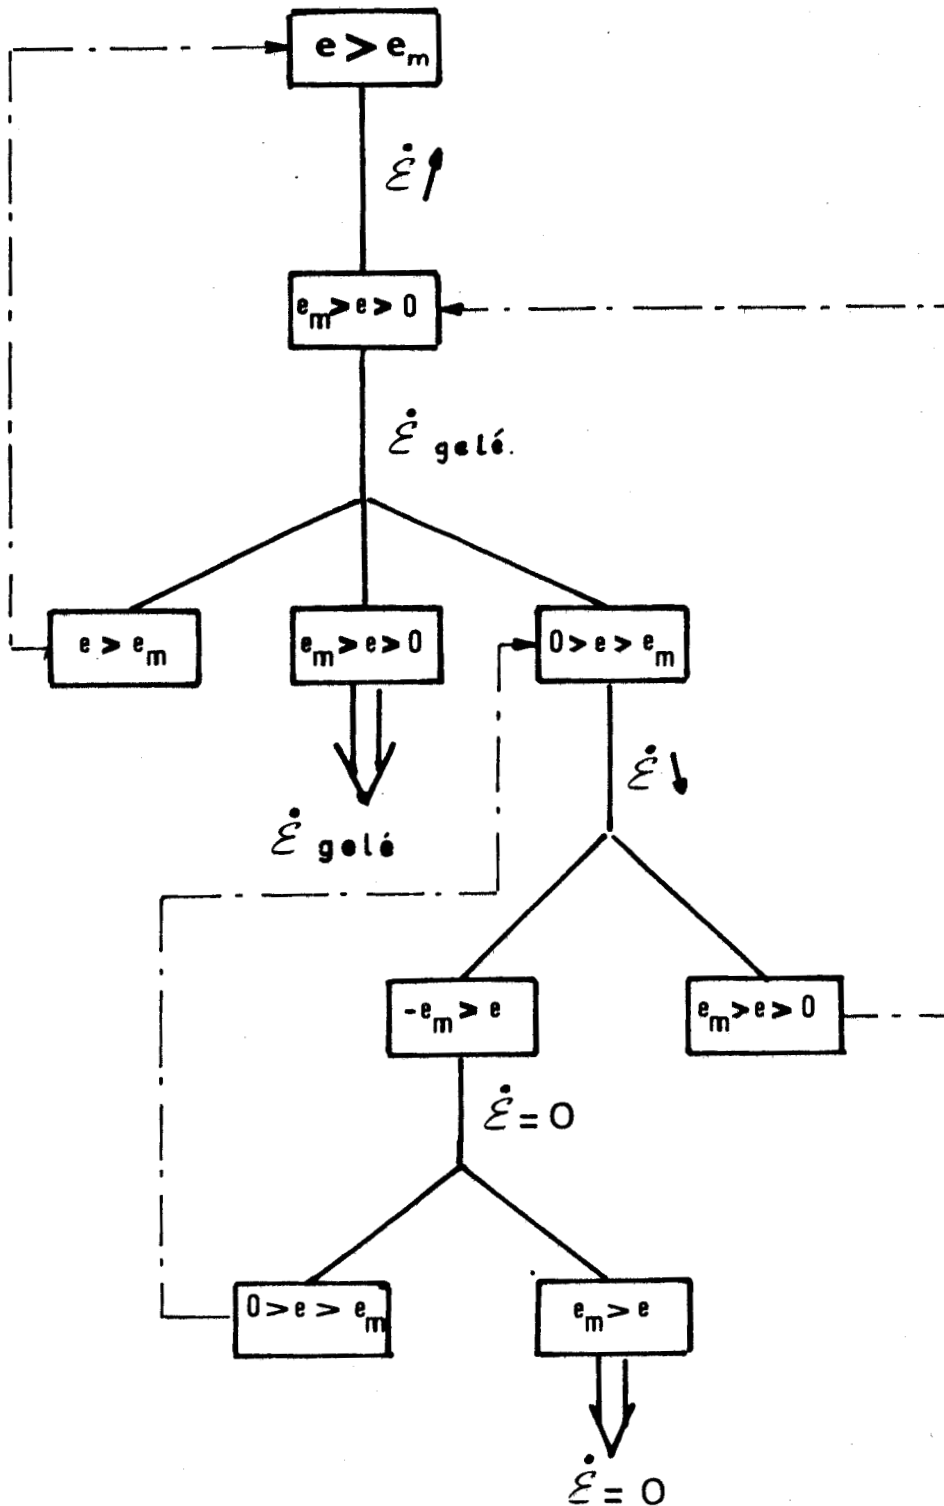 e > e_m
ε̇ ↗
e_m > e > 0
ε̇ gelé.
e > e_m
e_m > e > 0
0 > e > e_m
ε̇ ↘
ε̇ gelé
-e_m > e
e_m > e > 0
ε̇ = 0
0 > e > e_m
e_m > e
ε̇ = 0